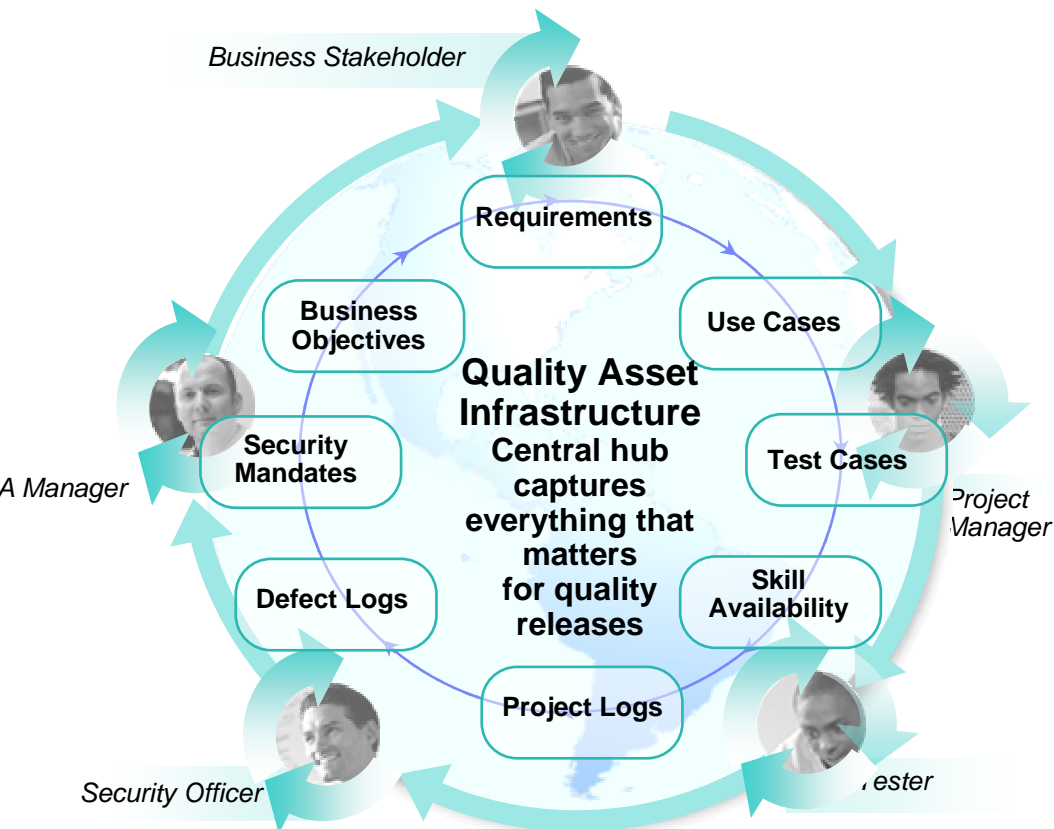 Business Stakeholder
Requirements
Business
Objectives
Use Cases
Quality Asset
Infrastructure
Central hub
captures
everything that
matters
for quality
releases
Security
Mandates
Test Cases
A Manager
Project
Manager
Defect Logs
Skill
Availability
Project Logs
Security Officer
Tester